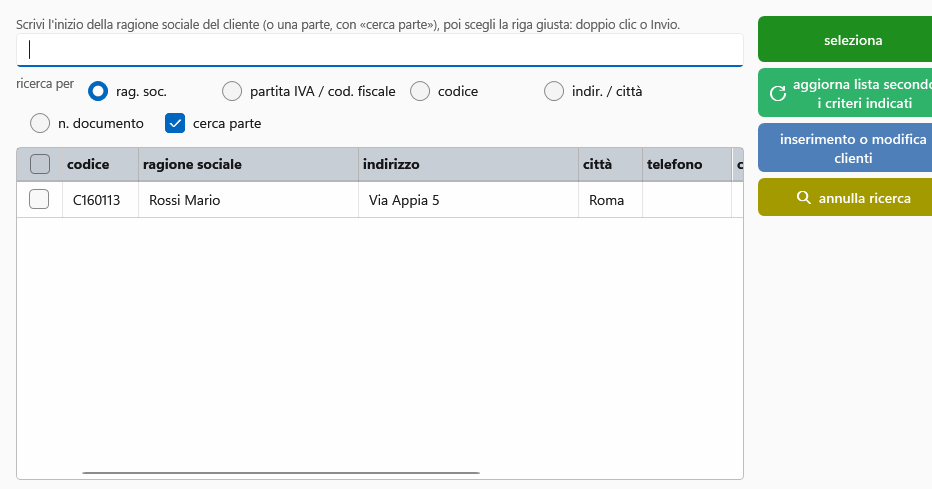 Scrivi l'inizio della ragione sociale del cliente (o una parte, con «cerca parte»), poi scegli la riga giusta: doppio clic o Invio.
ricerca per
rag. soc.
partita IVA / cod. fiscale
codice
indir. / città
n. documento
cerca parte
codice ragione sociale indirizzo città telefono c
C160113 Rossi Mario Via Appia 5 Roma
seleziona
aggiorna lista secondo
i criteri indicati
inserimento o modifica
clienti
annulla ricerca